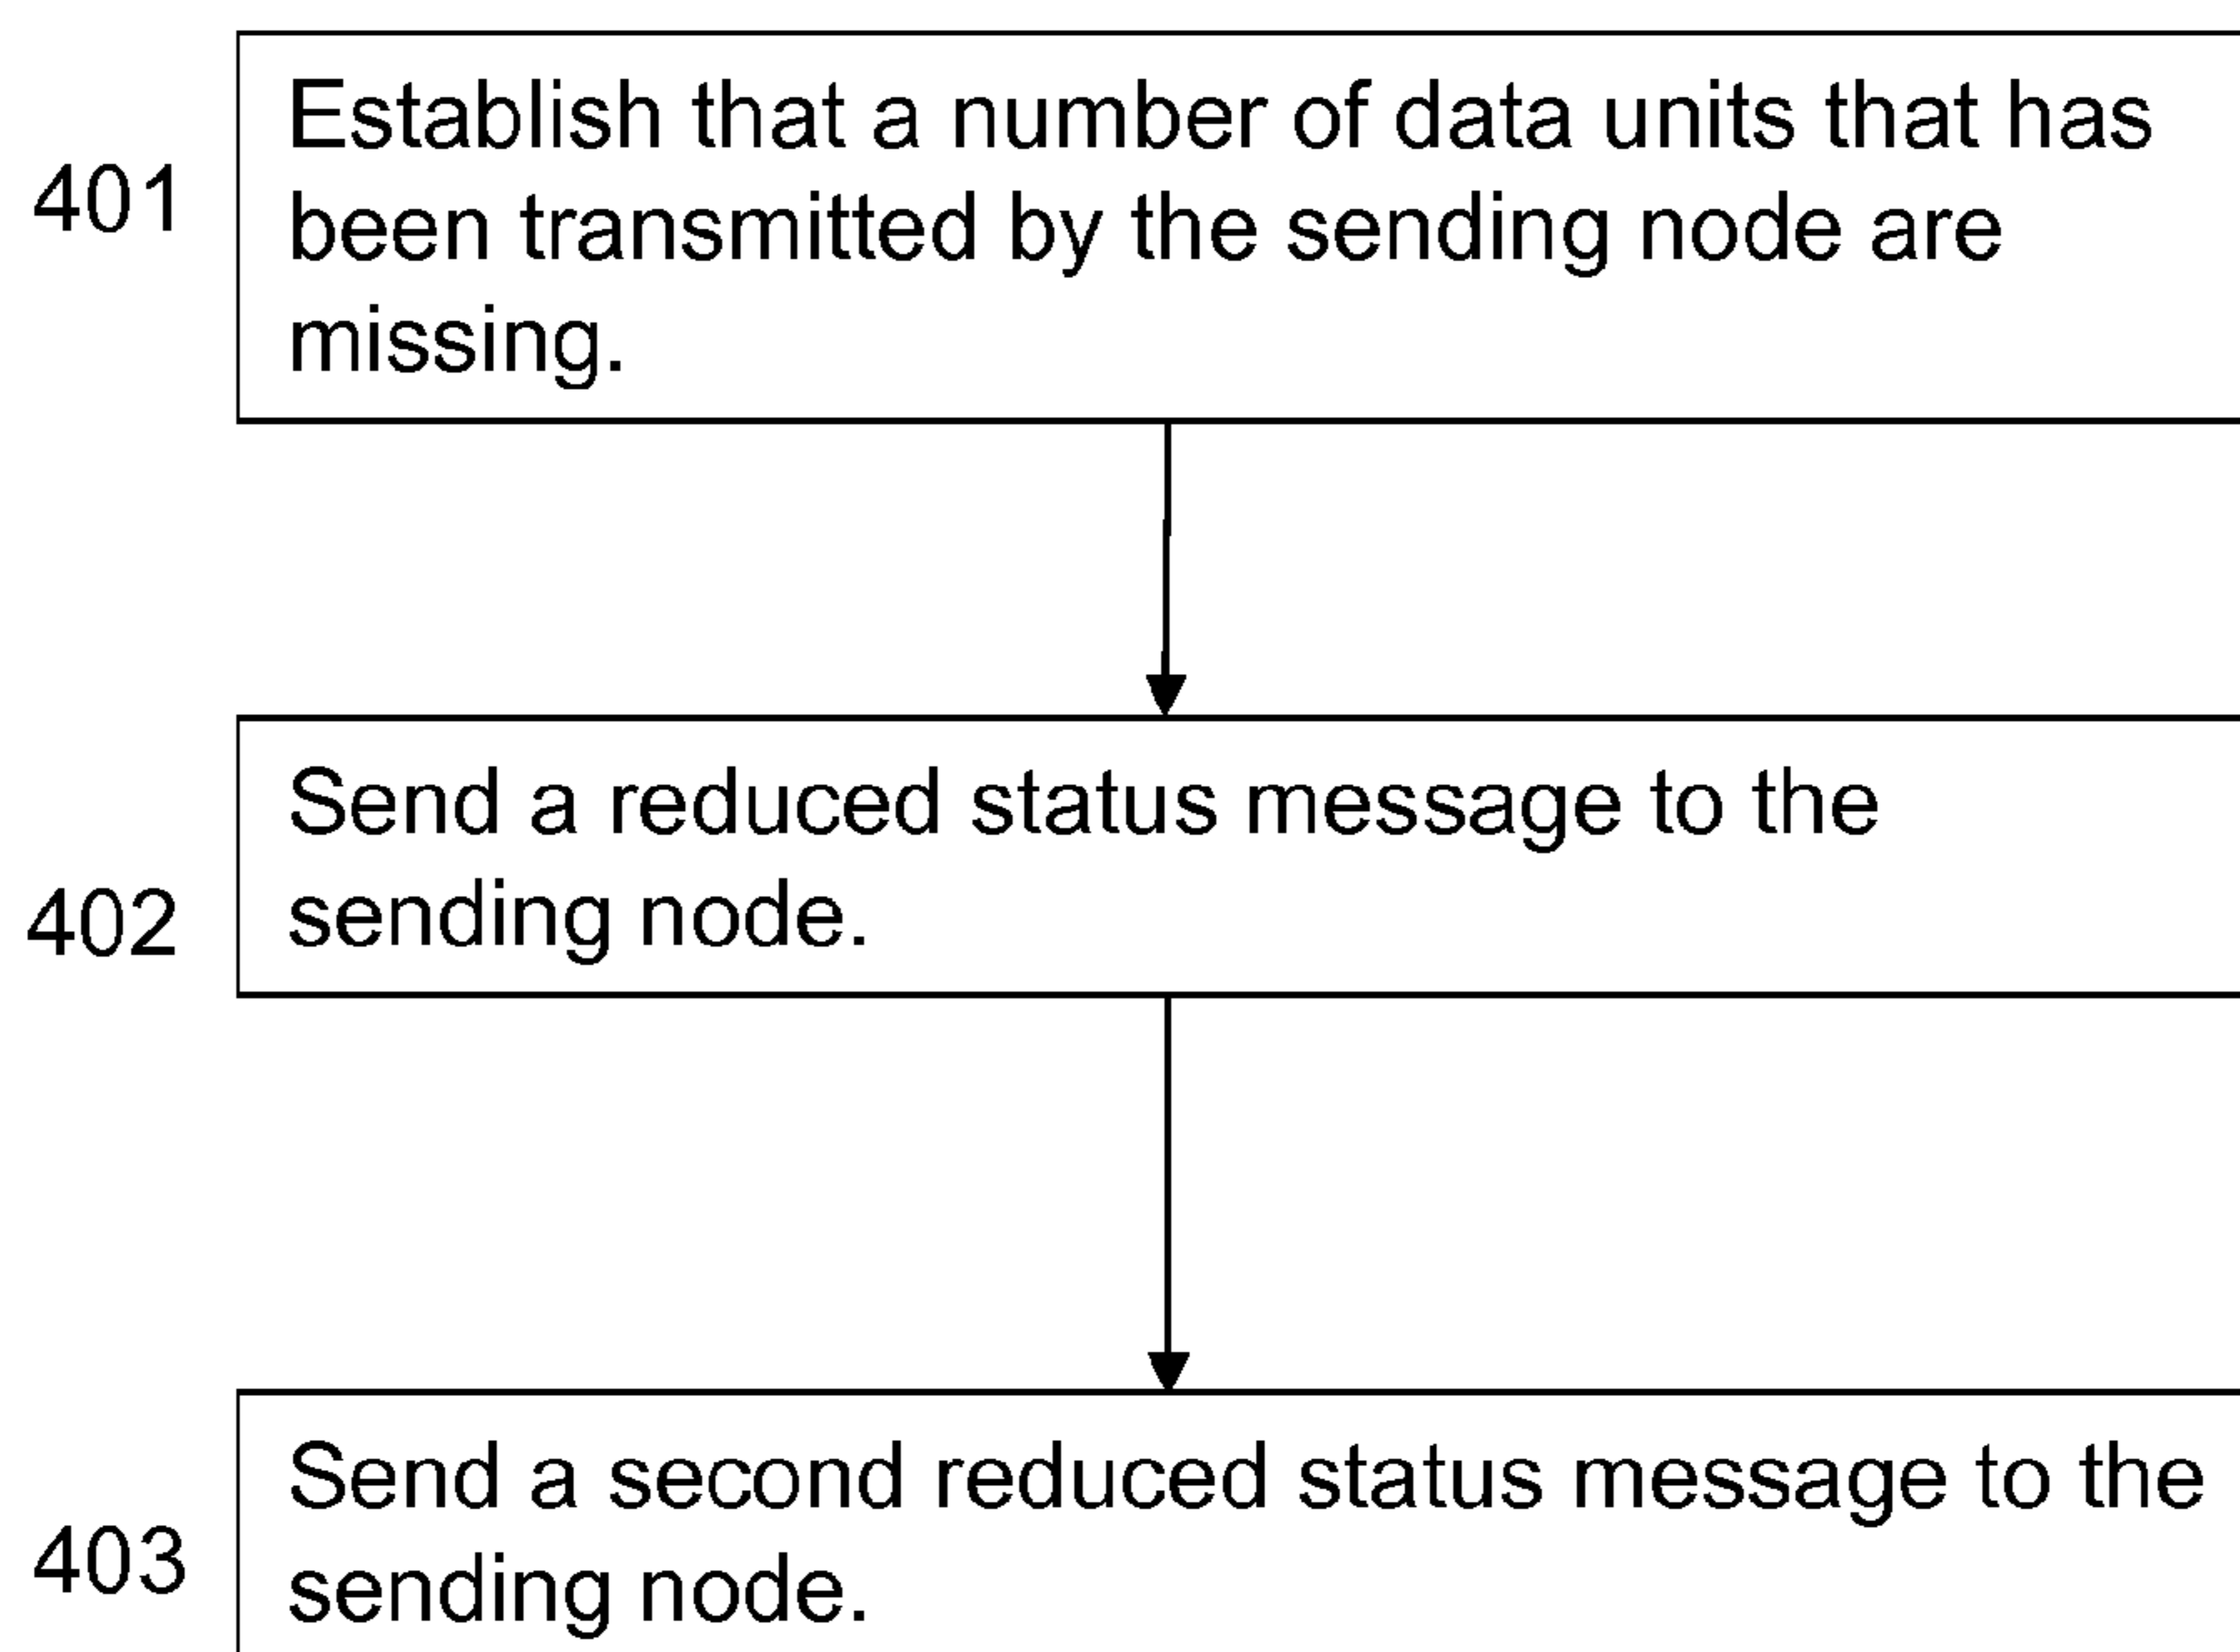 Establish that a number of data units that has
401
been transmitted by the sending node are
missing.
Send a reduced status message to the
402
sending node.
Send a second reduced status message to the
403
sending node.